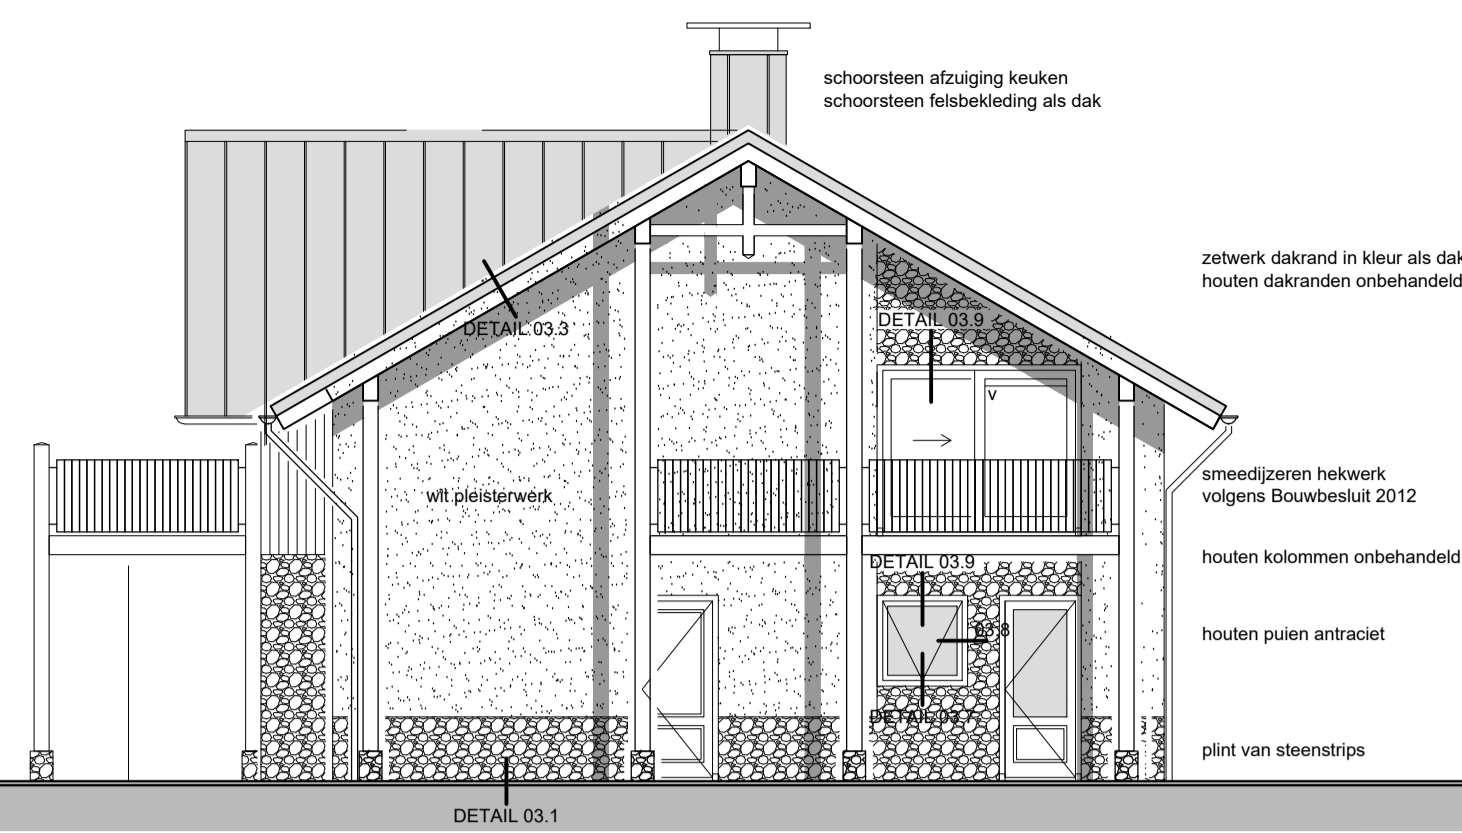 schoorsteen afzuiging keuken
schoorsteen felsbekleding als dak
zetwerk dakrand in kleur als dak
houten dakranden onbehandeld
DETAIL 03.3
DETAIL 03.9
V
wit pleisterwerk
smeedijzeren hekwerk
volgens Bouwbesluit 2012
houten kolommen onbehandeld
DETAIL 03.9
03.8
houten puien antraciet
DETAIL 03.7
plint van steenstrips
DETAIL 03.1